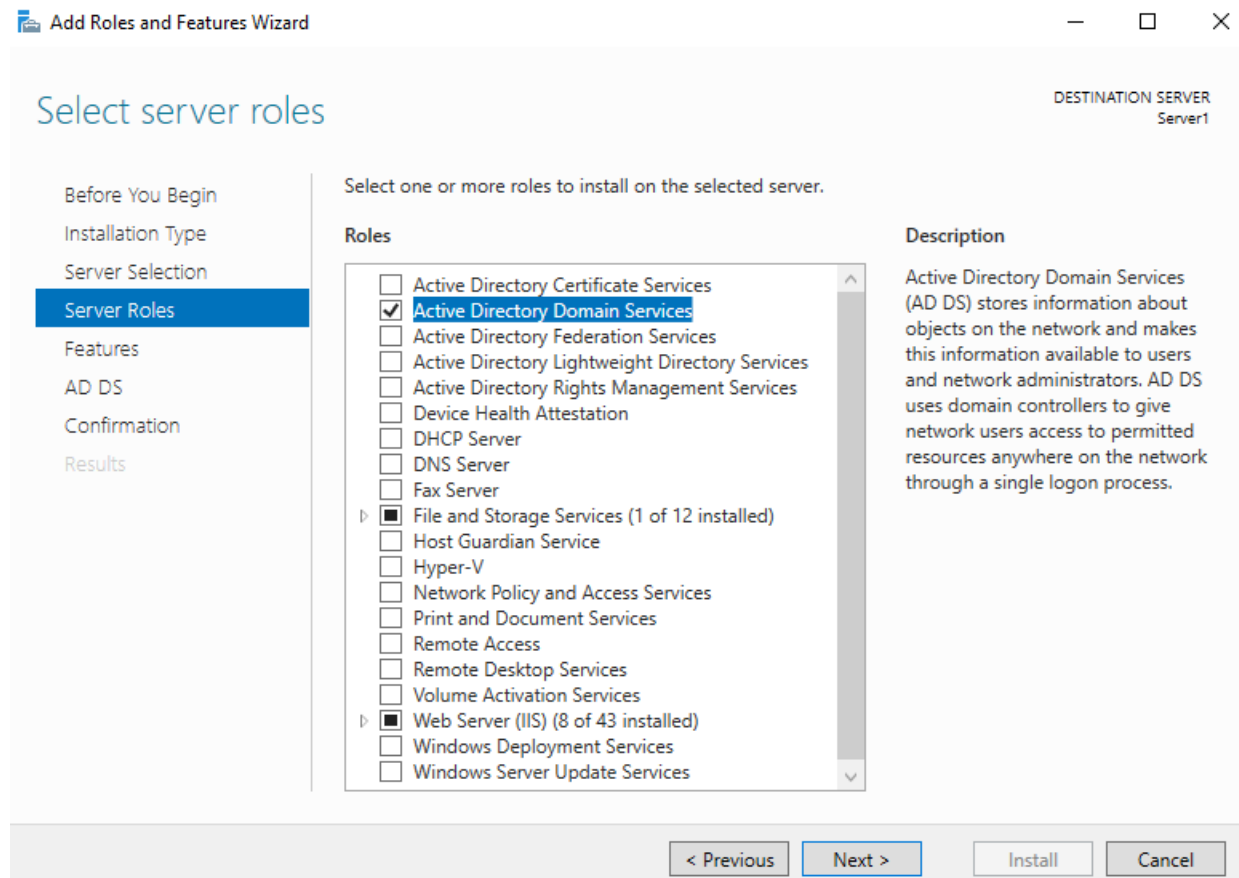 Add Roles and Features Wizard
Select server roles
DESTINATION SERVER
Server1
Before You Begin
Installation Type
Server Selection
Server Roles
Features
AD DS
Confirmation
Results
Select one or more roles to install on the selected server.
Roles
Active Directory Certificate Services
Active Directory Domain Services
Active Directory Federation Services
Active Directory Lightweight Directory Services
Active Directory Rights Management Services
Device Health Attestation
DHCP Server
DNS Server
Fax Server
File and Storage Services (1 of 12 installed)
Host Guardian Service
Hyper-V
Network Policy and Access Services
Print and Document Services
Remote Access
Remote Desktop Services
Volume Activation Services
Web Server (IIS) (8 of 43 installed)
Windows Deployment Services
Windows Server Update Services
Description
Active Directory Domain Services
(AD DS) stores information about
objects on the network and makes
this information available to users
and network administrators. AD DS
uses domain controllers to give
network users access to permitted
resources anywhere on the network
through a single logon process.
< Previous
Next >
Install
Cancel